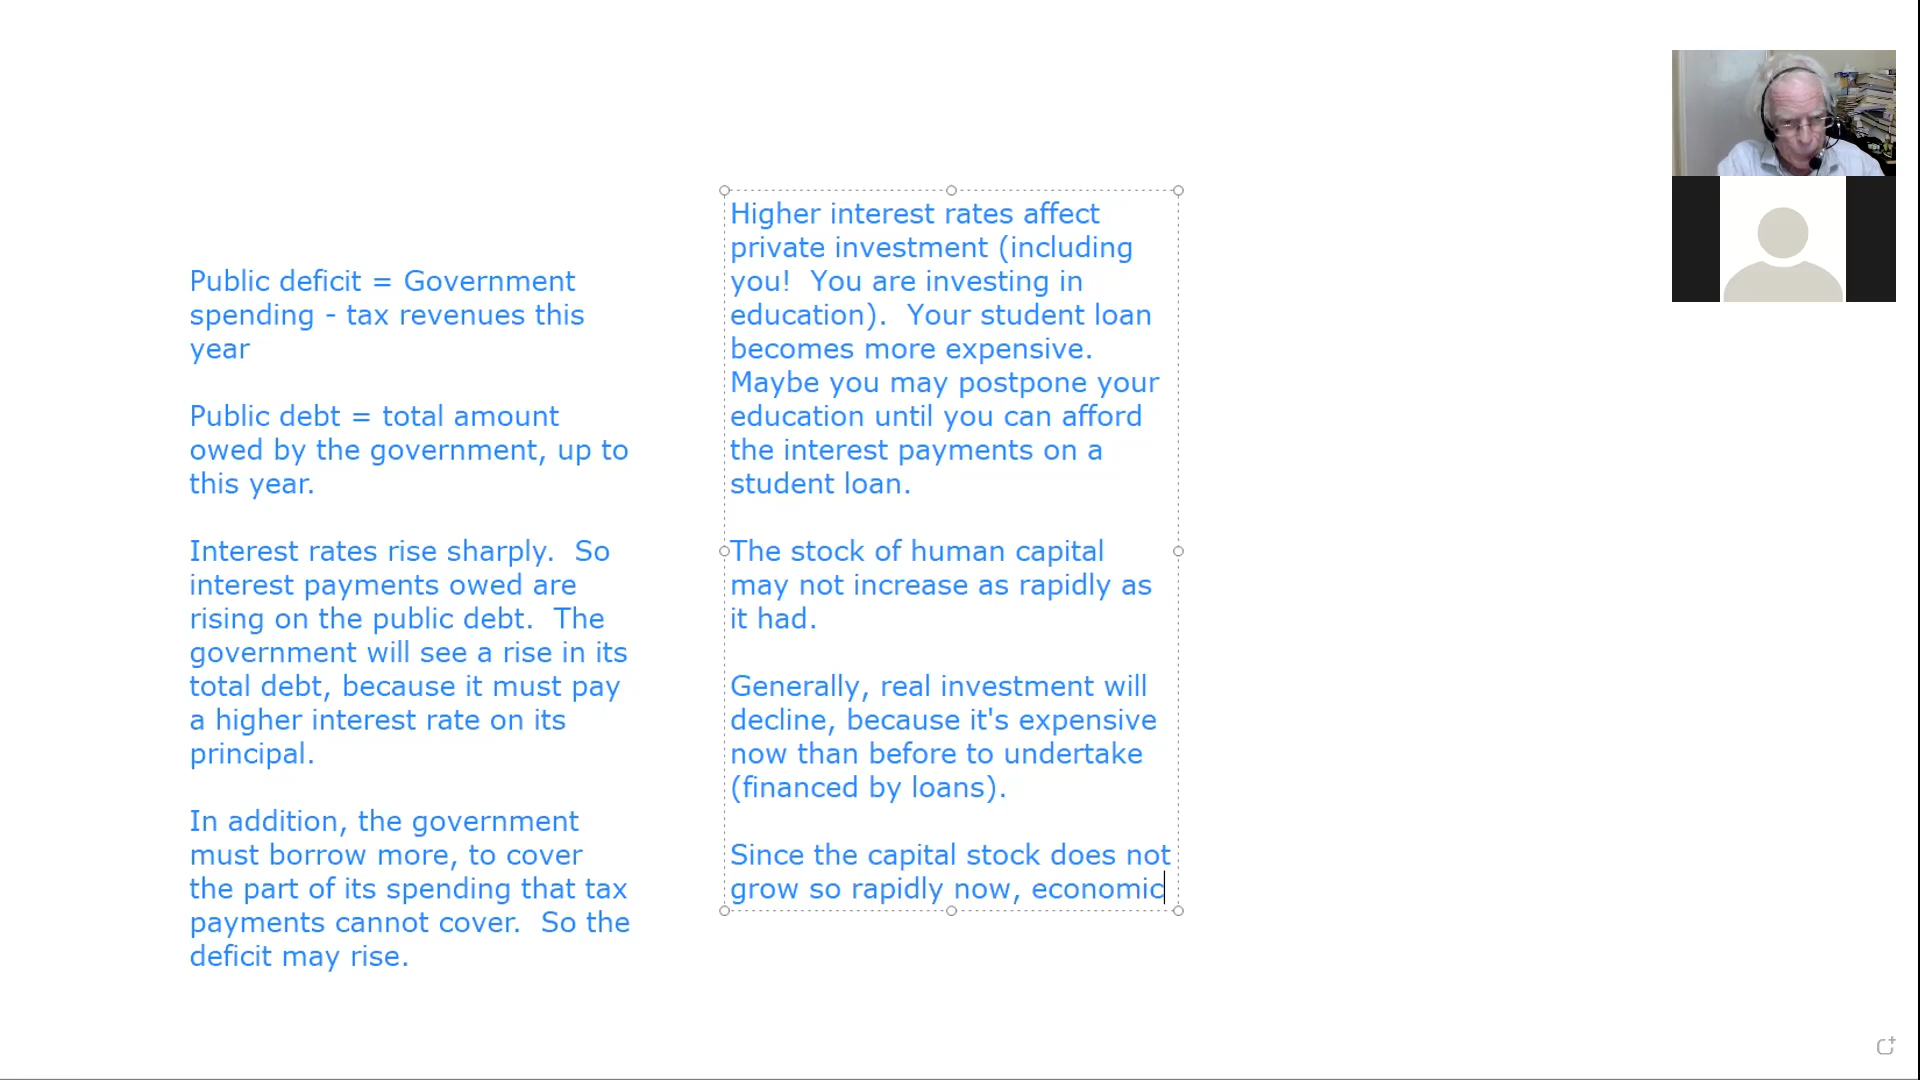 Public deficit = Government
spending - tax revenues this
year
Public debt = total amount
owed by the government, up to
this year.
Interest rates rise sharply.  So
interest payments owed are
rising on the public debt.  The
government will see a rise in its
total debt, because it must pay
a higher interest rate on its
principal.
In addition, the government
must borrow more, to cover
the part of its spending that tax
payments cannot cover.  So the
deficit may rise.
Higher interest rates affect
private investment (including
you!  You are investing in
education).  Your student loan
becomes more expensive.
Maybe you may postpone your
education until you can afford
the interest payments on a
student loan.
The stock of human capital
may not increase as rapidly as
it had.
Generally, real investment will
decline, because it's expensive
now than before to undertake
(financed by loans).
Since the capital stock does not
grow so rapidly now, economic